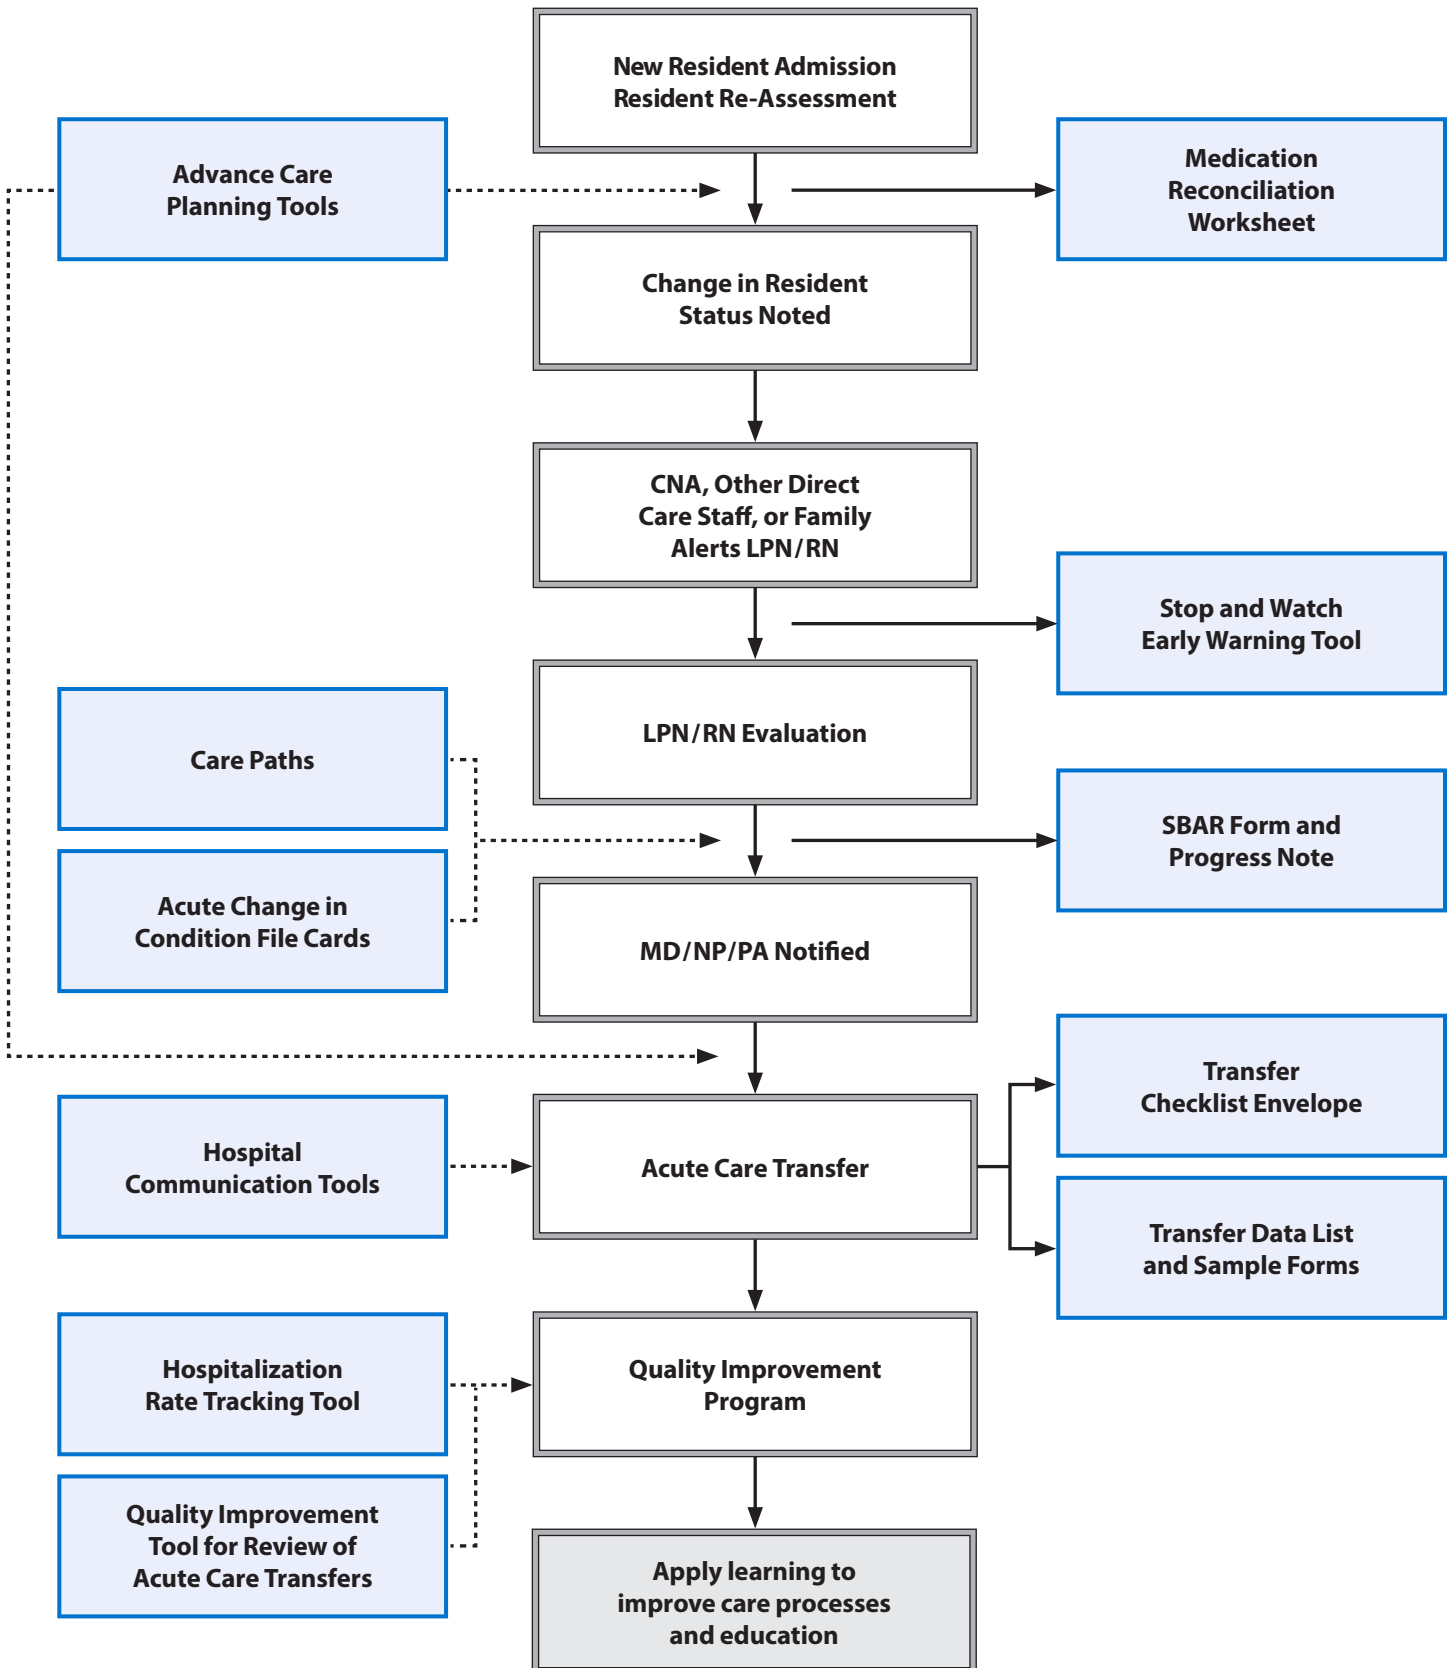 New Resident Admission
Resident Re-Assessment
Advance Care
Planning Tools
Medication
Reconciliation
Worksheet
Change in Resident
Status Noted
CNA, Other Direct
Care Staff, or Family
Alerts LPN/RN
Stop and Watch
Early Warning Tool
LPN/RN Evaluation
Care Paths
SBAR Form and
Progress Note
Acute Change in
Condition File Cards
MD/NP/PA Notified
Transfer
Checklist Envelope
Hospital
Communication Tools
Acute Care Transfer
Transfer Data List
and Sample Forms
Hospitalization
Rate Tracking Tool
Quality Improvement
Program
Quality Improvement
Tool for Review of
Acute Care Transfers
Apply learning to
improve care processes
and education